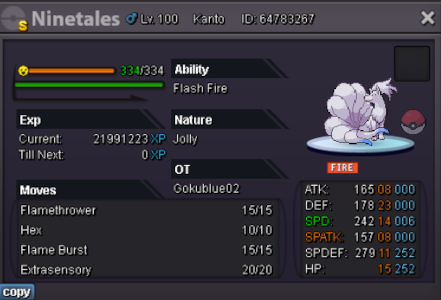 S Ninetales ♂ Lv. 100 Kanto ID: 64783267 X
334/334
Ability
Flash Fire
Exp
Current: 21991223 XP
Till Next: 0 XP
Nature
Jolly
OT
Gokublue02
FIRE
Moves
Flamethrower 15/15
Hex 10/10
Flame Burst 15/15
Extrasensory 20/20
ATK: 165 08 000
DEF: 178 23 000
SPD: 242 14 006
SPATK: 157 08 000
SPDEF: 279 11 252
HP: 15 252
copy